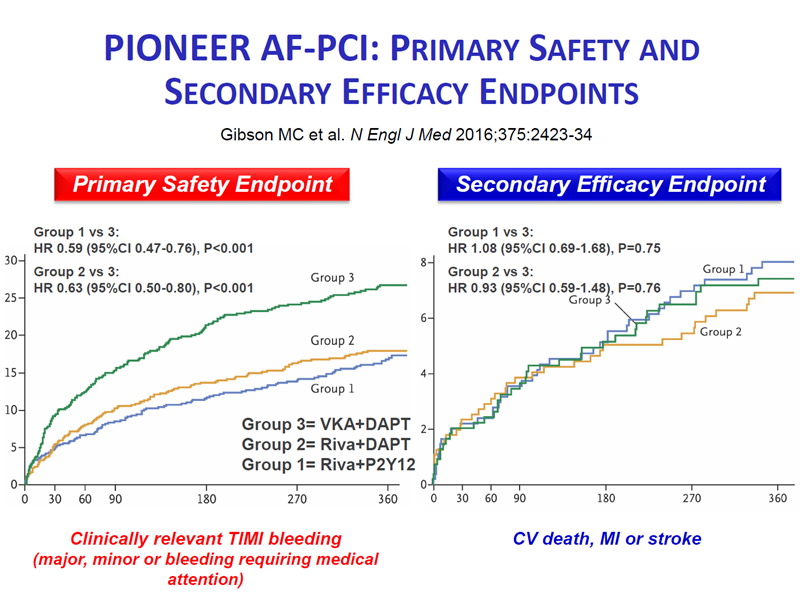 PIONEER AF-PCI: PRIMARY SAFETY AND
SECONDARY EFFICACY ENDPOINTS
Gibson MC et al. N Engl J Med 2016;375:2423-34
Primary Safety Endpoint
Group 1 vs 3:
HR 0.59 (95%CI 0.47-0.76), P<0.001
Group 2 vs 3:
HR 0.63 (95%CI 0.50-0.80), P<0.001
30
25
20
15
10
5
0
Group 3
Group 2
Group 1
Group 3= VKA+DAPT
Group 2= Riva+DAPT
Group 1= Riva+P2Y12
0 30 60 90 180 270 360
Clinically relevant TIMI bleeding
(major, minor or bleeding requiring medical
attention)
Secondary Efficacy Endpoint
Group 1 vs 3:
HR 1.08 (95%CI 0.69-1.68), P=0.75
Group 2 vs 3:
HR 0.93 (95%CI 0.59-1.48), P=0.76
8
6
4
2
0
Group 1
Group 3
Group 2
0 30 60 90 180 270 360
CV death, MI or stroke